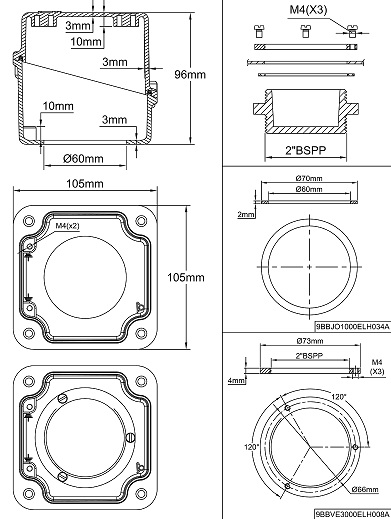 3mm
10mm
3mm
96mm
10mm
3mm
Ø60mm
105mm
M4(x2)
105mm
M4(X3)
2"BSPP
Ø70mm
Ø60mm
2mm
9BBJO1000ELH034A
Ø73mm
2"BSPP
M4
(X3)
4mm
120°
120°
Ø66mm
9BBVE3000ELH008A